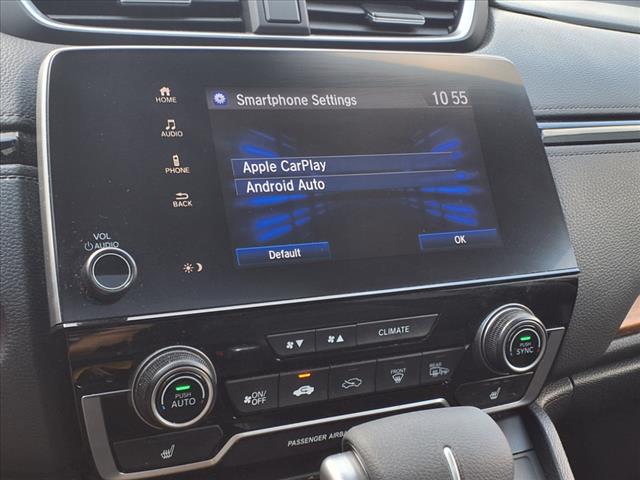 Smartphone Settings
10 55
HOME
AUDIO
PHONE
BACK
Apple CarPlay
Android Auto
Default
OK
VOL
AUDIO
CLIMATE
PUSH
SYNC
PUSH
AUTO
ON/
OFF
FRONT
REAR
PASSENGER AIRBAG